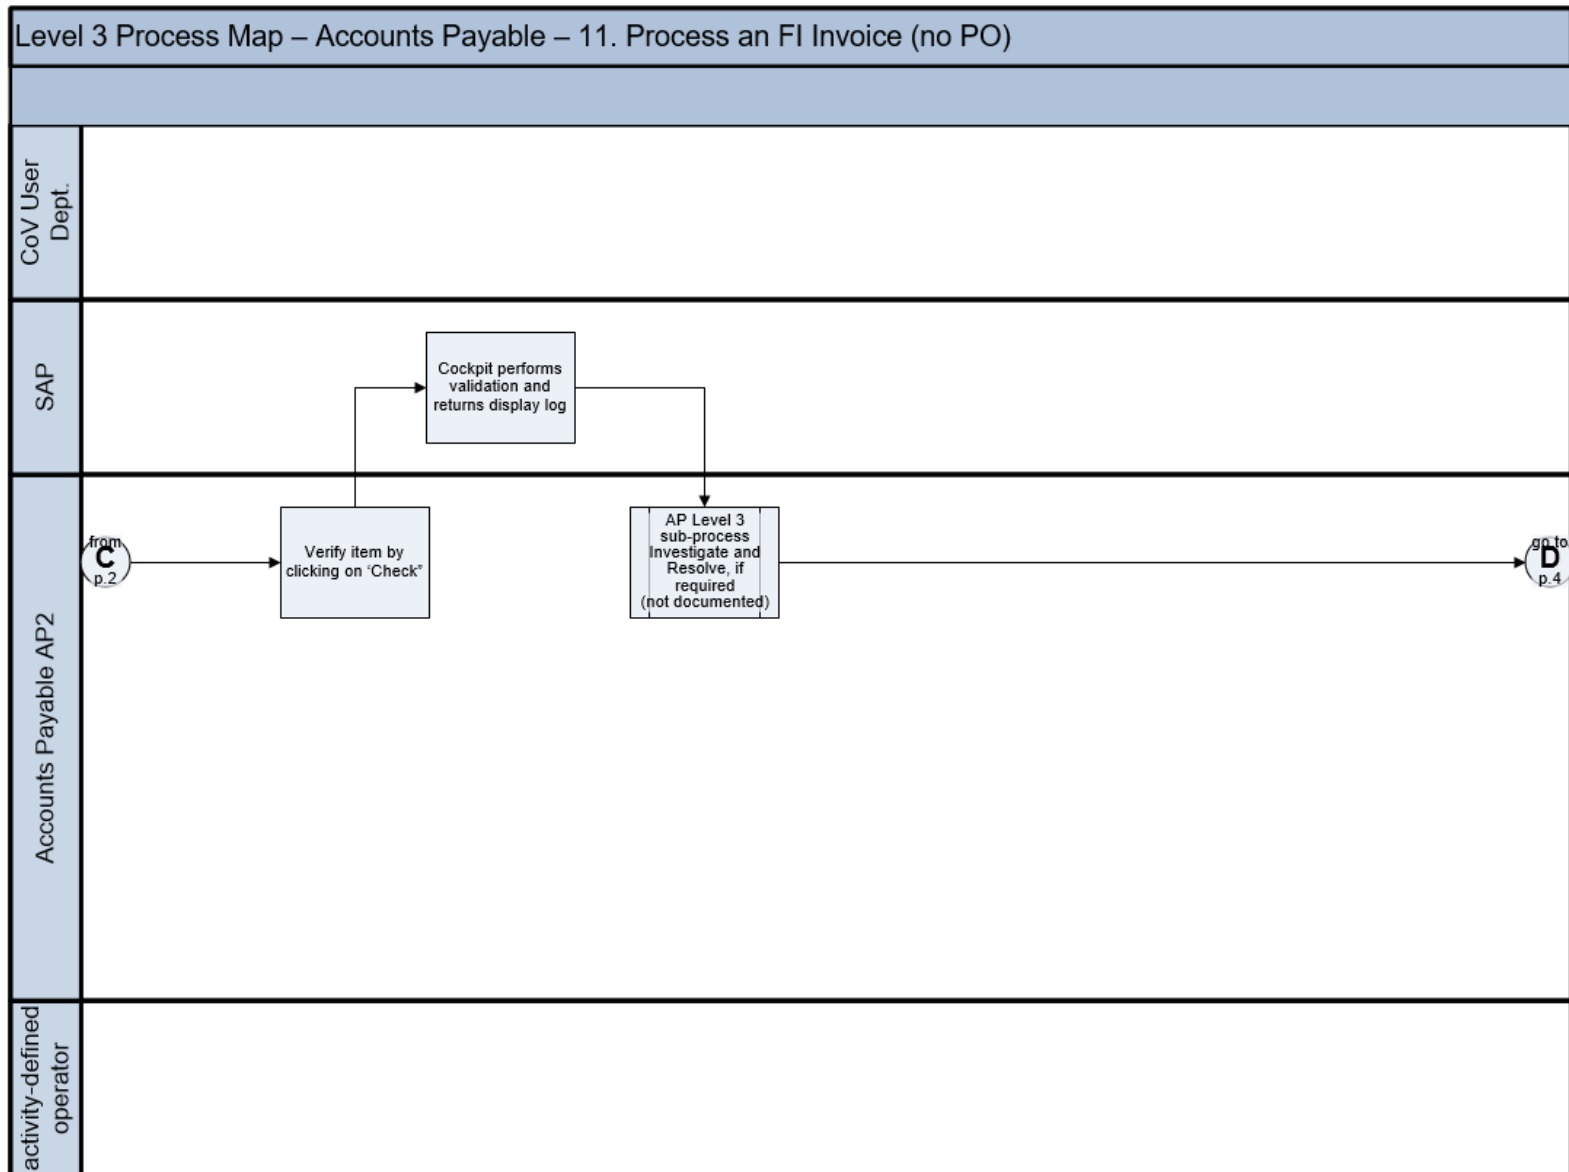 Level 3 Process Map – Accounts Payable – 11. Process an FI Invoice (no PO)
CoV User
Dept.
SAP
Cockpit performs
validation and
returns display log
Accounts Payable AP2
from
C
p.2
Verify item by
clicking on ‘Check”
AP Level 3
sub-process
Investigate and
Resolve, if
required
(not documented)
go to
D
p.4
activity-defined
operator